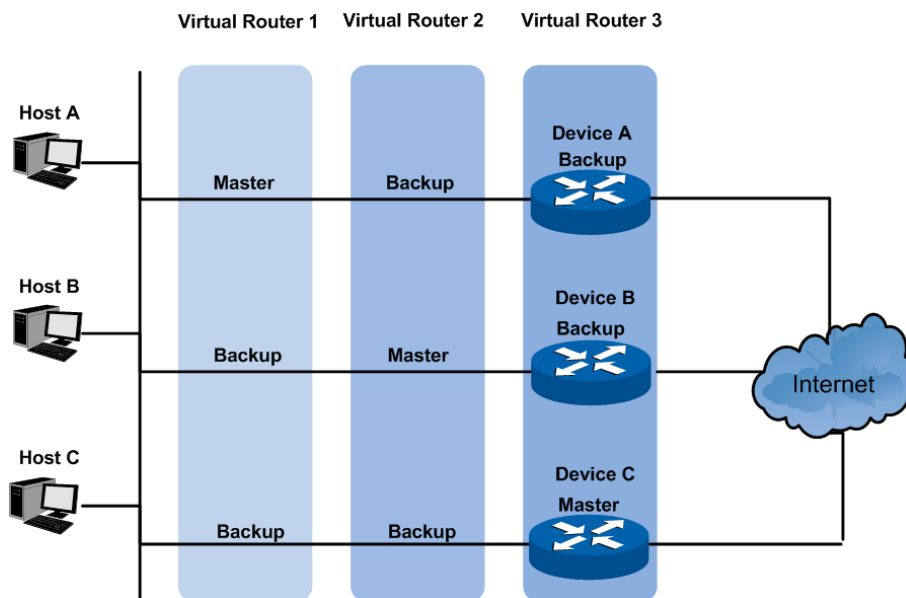 Virtual Router 1
Virtual Router 2
Virtual Router 3
Host A
Device A
Backup
Master
Backup
Host B
Device B
Backup
Backup
Master
Internet
Host C
Device C
Master
Backup
Backup